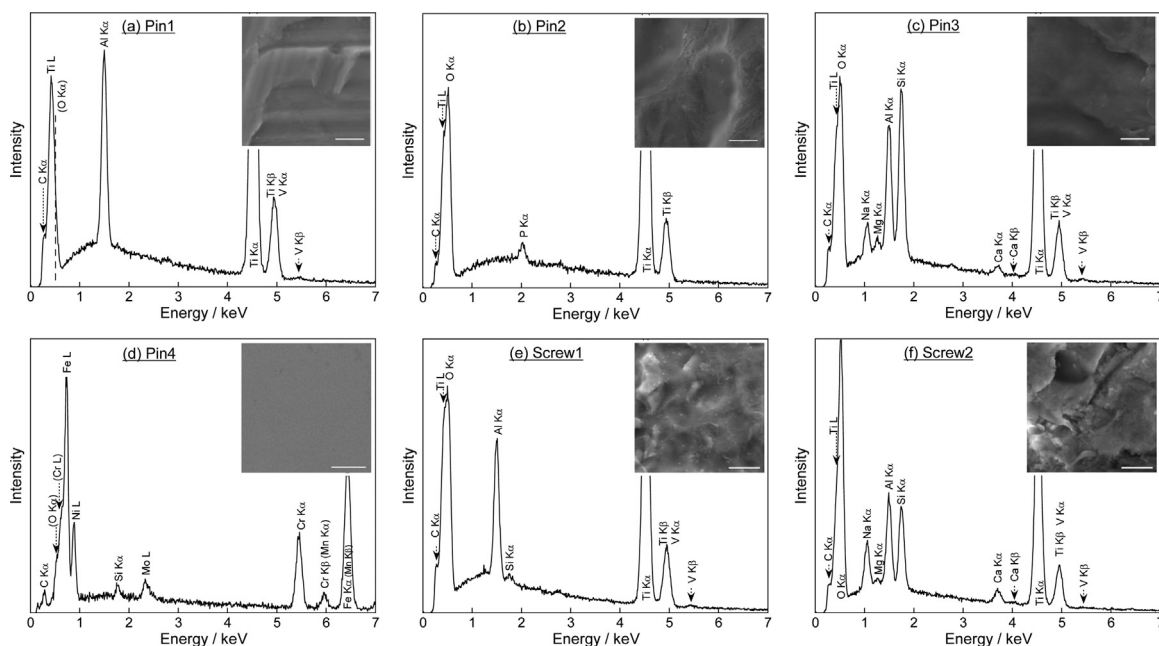 (a) Pin1
Intensity
C Kα
Ti L
(O Kα)
Al Kα
Ti Kα
Ti Kβ
V Kα
V Kβ
0 1 2 3 4 5 6 7
Energy / keV
(b) Pin2
Intensity
C Kα
Ti L
O Kα
P Kα
Ti Kα
Ti Kβ
0 1 2 3 4 5 6 7
Energy / keV
(c) Pin3
Intensity
C Kα
Ti L
O Kα
Na Kα
Mg Kα
Al Kα
Si Kα
Ca Kα
Ca Kβ
Ti Kα
Ti Kβ
V Kα
V Kβ
0 1 2 3 4 5 6 7
Energy / keV
(d) Pin4
Intensity
C Kα
(O Kα)
(Cr L)
Fe L
Ni L
Si Kα
Mo L
Cr Kα
Cr Kβ (Mn Kα)
Fe Kα (Mn Kβ)
0 1 2 3 4 5 6 7
Energy / keV
(e) Screw1
Intensity
C Kα
Ti L
O Kα
Al Kα
Si Kα
Ti Kα
Ti Kβ
V Kα
V Kβ
0 1 2 3 4 5 6 7
Energy / keV
(f) Screw2
Intensity
C Kα
Ti L
O Kα
Na Kα
Mg Kα
Al Kα
Si Kα
Ca Kα
Ca Kβ
Ti Kα
Ti Kβ V Kα
V Kβ
0 1 2 3 4 5 6 7
Energy / keV